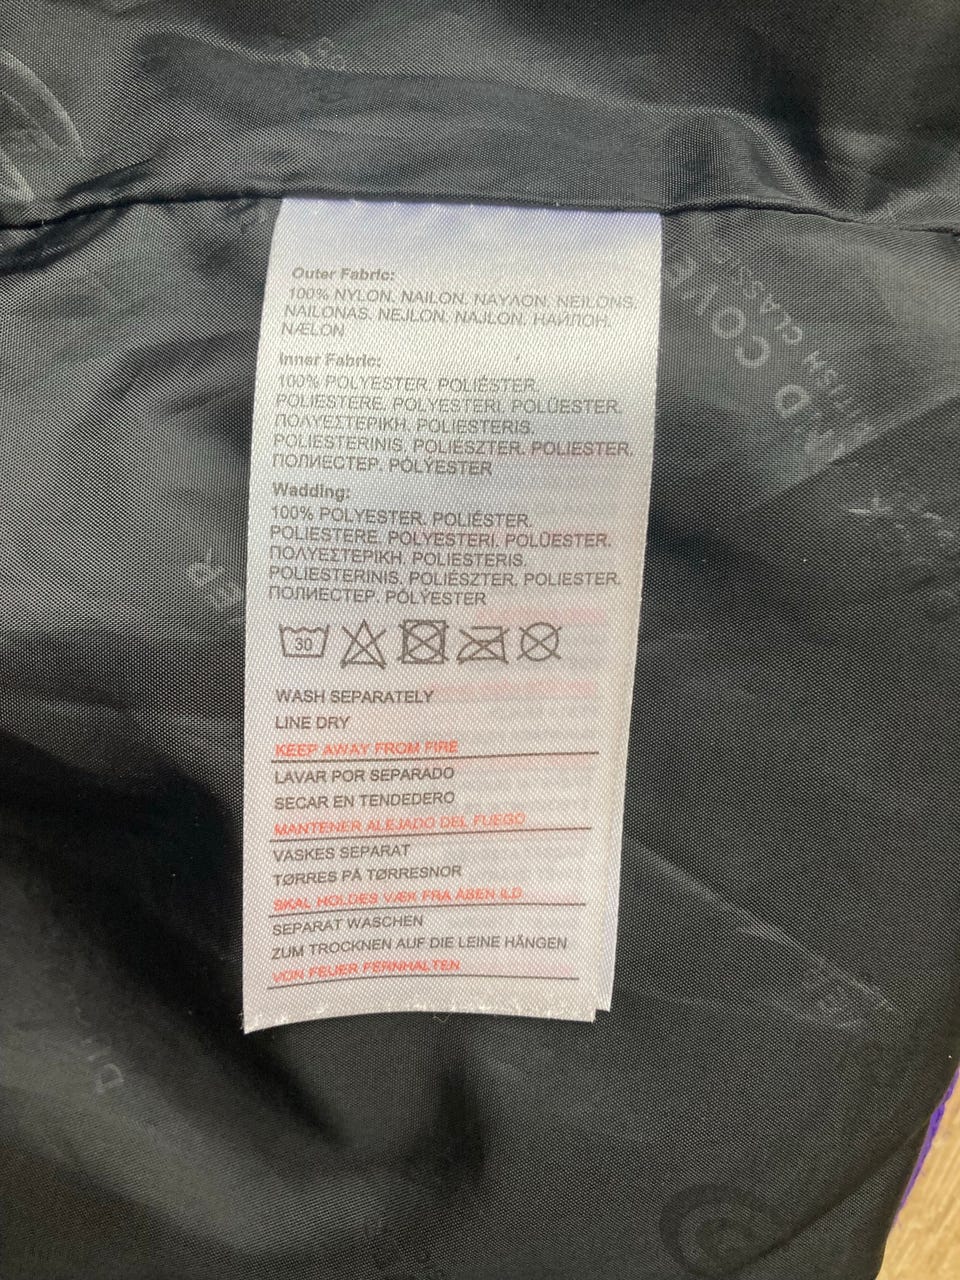 Outer Fabric:
100% NYLON. NAILON. ΝΑΥΛΟΝ. NEILONS.
NAILONAS. NEJLON. NAJLON. НАЙЛОН.
NÆLON
Inner Fabric:
100% POLYESTER. POLIÉSTER.
POLIESTERE. POLYESTERI. POLÜESTER.
ΠΟΛΥΕΣΤΕΡΙΚΗ. POLIESTERIS.
POLIESTERINIS. POLIESZTER. POLIESTER.
ПОЛИЕСТЕР. PÓLÝESTER
Wadding:
100% POLYESTER. POLIÉSTER.
POLIESTERE. POLYESTERI. POLÜESTER.
ΠΟΛΥΕΣΤΕΡΙΚΗ. POLIESTERIS.
POLIESTERINIS. POLIÉSZTER. POLIESTER.
ПОЛИЕСТЕР. PÓLÝESTER
30
WASH SEPARATELY
LINE DRY
KEEP AWAY FROM FIRE
LAVAR POR SEPARADO
SECAR EN TENDEDERO
MANTENER ALEJADO DEL FUEGO
VASKES SEPARAT
TØRRES PÅ TØRRESNOR
SKAL HOLDES VÆK FRA ÅBEN ILD
SEPARAT WASCHEN
ZUM TROCKNEN AUF DIE LEINE HÄNGEN
VON FEUER FERNHALTEN